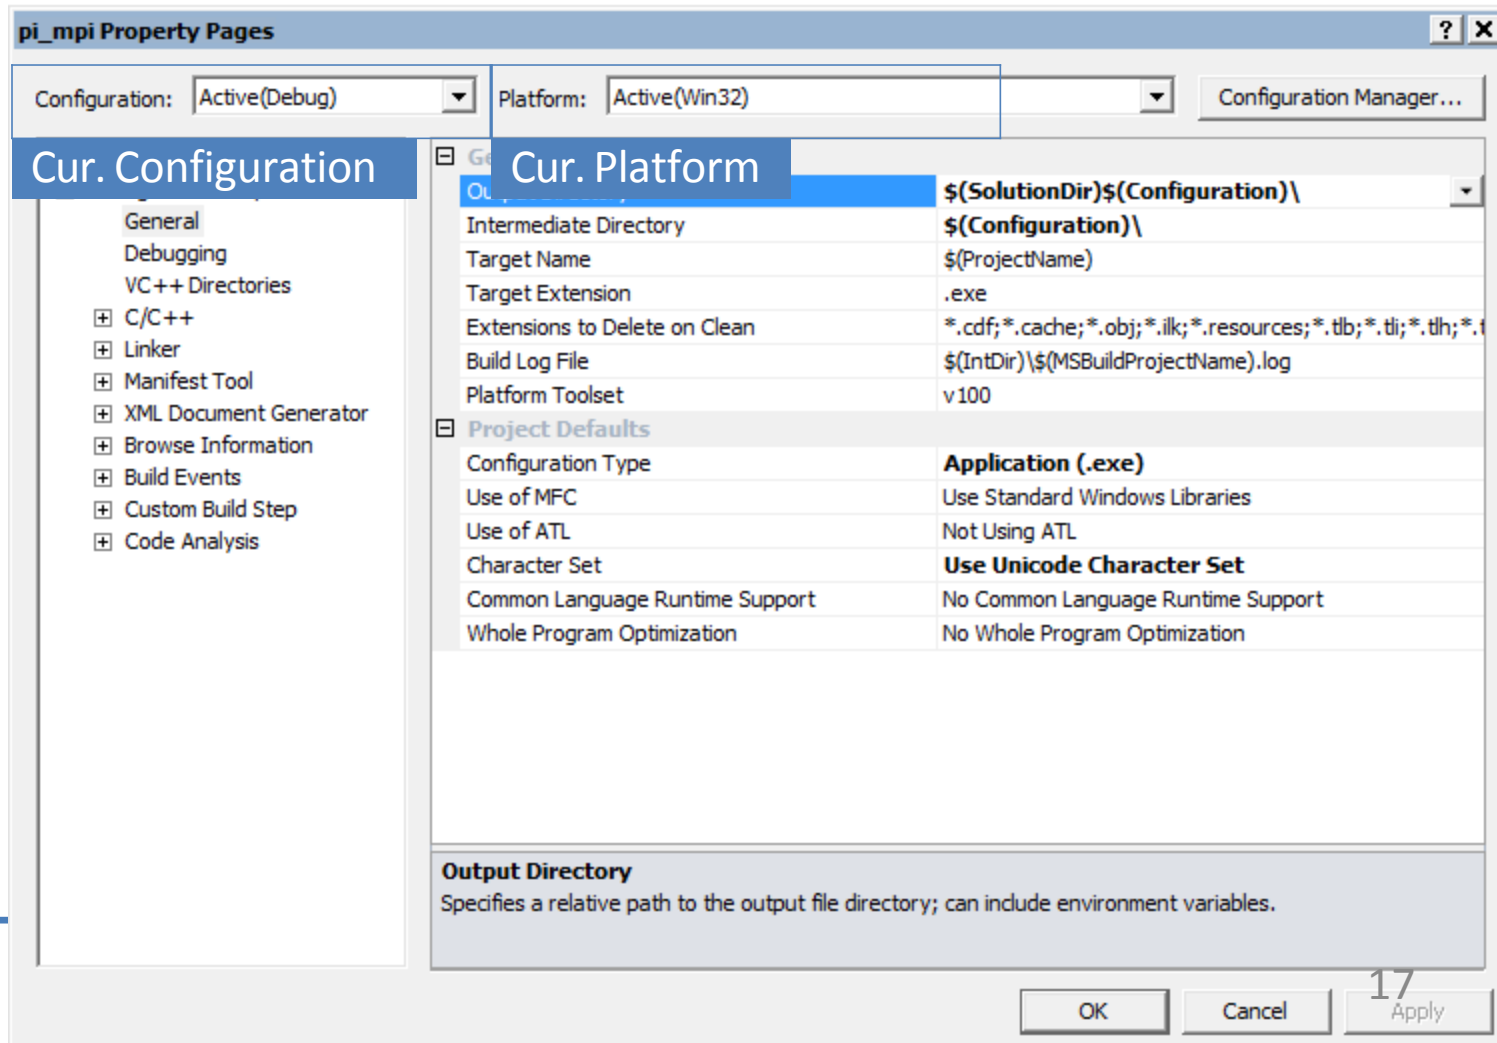 pi_mpi Property Pages
Configuration: Active(Debug) Platform: Active(Win32) Configuration Manager...
Cur. Configuration Cur. Platform
$(SolutionDir)$(Configuration)\
General
Debugging
VC++ Directories
C/C++
Linker
Manifest Tool
XML Document Generator
Browse Information
Build Events
Custom Build Step
Code Analysis
Intermediate Directory $(Configuration)\
Target Name $(ProjectName)
Target Extension .exe
Extensions to Delete on Clean *.cdf;*.cache;*.obj;*.ilk;*.resources;*.tlb;*.tli;*.tlh;*.t
Build Log File $(IntDir)\$(MSBuildProjectName).log
Platform Toolset v100
Project Defaults
Configuration Type Application (.exe)
Use of MFC Use Standard Windows Libraries
Use of ATL Not Using ATL
Character Set Use Unicode Character Set
Common Language Runtime Support No Common Language Runtime Support
Whole Program Optimization No Whole Program Optimization
Output Directory
Specifies a relative path to the output file directory; can include environment variables.
17
OK Cancel Apply